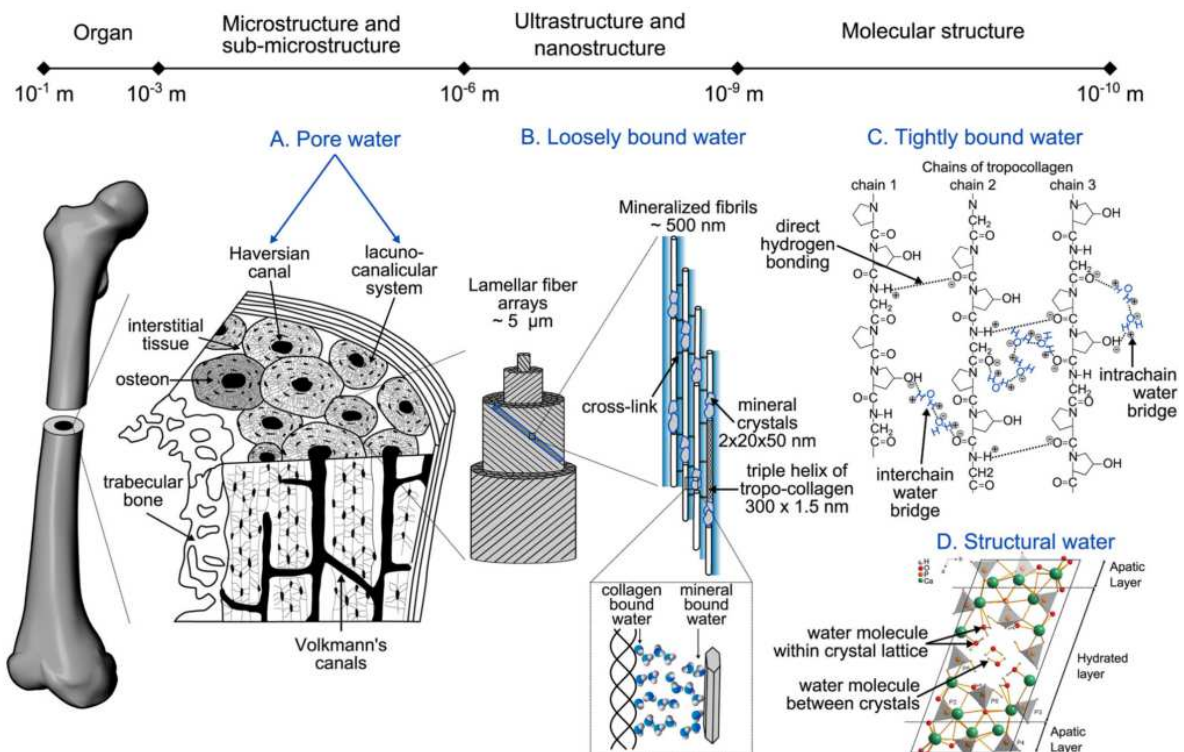 Organ
Microstructure and
sub-microstructure
Ultrastructure and
nanostructure
Molecular structure
10-1 m
10-3 m
10-6 m
10-9 m
10-10 m
A. Pore water
Haversian
canal
lacuno-
canalicular
system
interstitial
tissue
osteon
trabecular
bone
Volkmann's
canals
B. Loosely bound water
Lamellar fiber
arrays
~ 5 µm
Mineralized fibrils
~ 500 nm
cross-link
mineral
crystals
2x20x50 nm
triple helix of
tropo-collagen
300 x 1.5 nm
collagen
bound
water
mineral
bound
water
C. Tightly bound water
Chains of tropocollagen
chain 1
chain 2
chain 3
direct
hydrogen
bonding
interchain
water
bridge
intrachain
water
bridge
D. Structural water
H
O
P
Ca
Apatic
Layer
water molecule
within crystal lattice
Hydrated
layer
water molecule
between crystals
Apatic
Layer